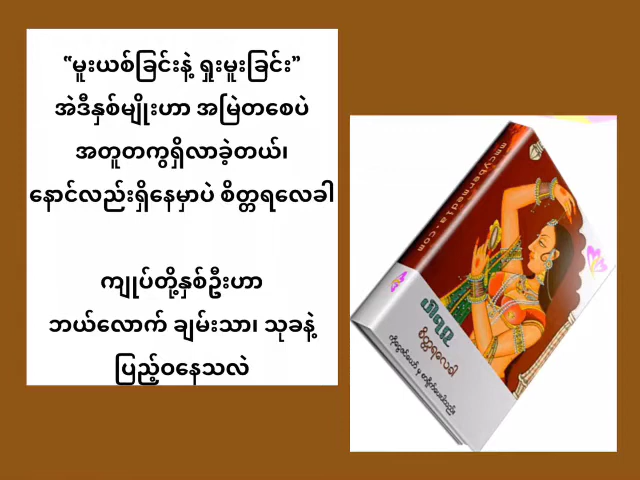 “မူးယစ်ခြင်းနဲ့ ရှုးမူးခြင်း”
အဲဒီနှစ်မျိုးဟာ အမြဲတစေပဲ
အတူတကွရှိလာခဲ့တယ်၊
နောင်လည်းရှိနေမှာပဲ စိတ္တရလေခါ
ကျုပ်တို့နှစ်ဦးဟာ
ဘယ်လောက် ချမ်းသာ၊ သုခနဲ့
ပြည့်ဝနေသလဲ
mmcybermedia.com
စိတ္တရလေခါ